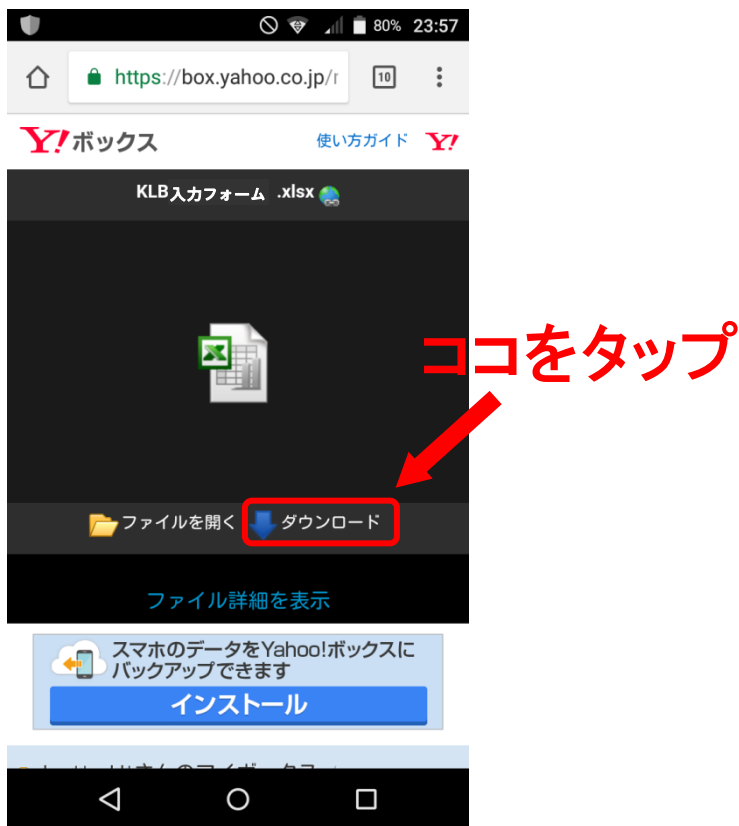 80% 23:57
https://box.yahoo.co.jp/r
10
Y!ボックス
使い方ガイド Y!
KLB入力フォーム .xlsx
ココをタップ
ファイルを開く ダウンロード
ファイル詳細を表示
スマホのデータをYahoo!ボックスに
バックアップできます
インストール